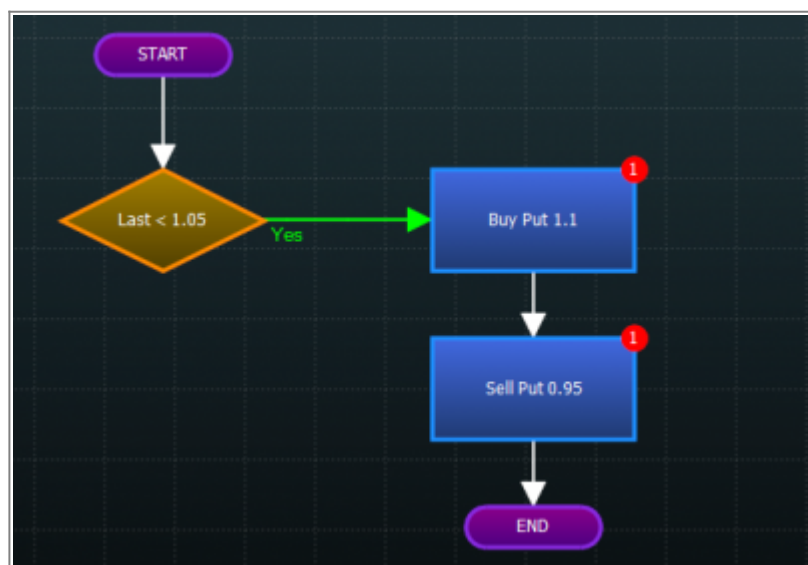 START
Last < 1.05
Yes
Buy Put 1.1
1
Sell Put 0.95
1
END